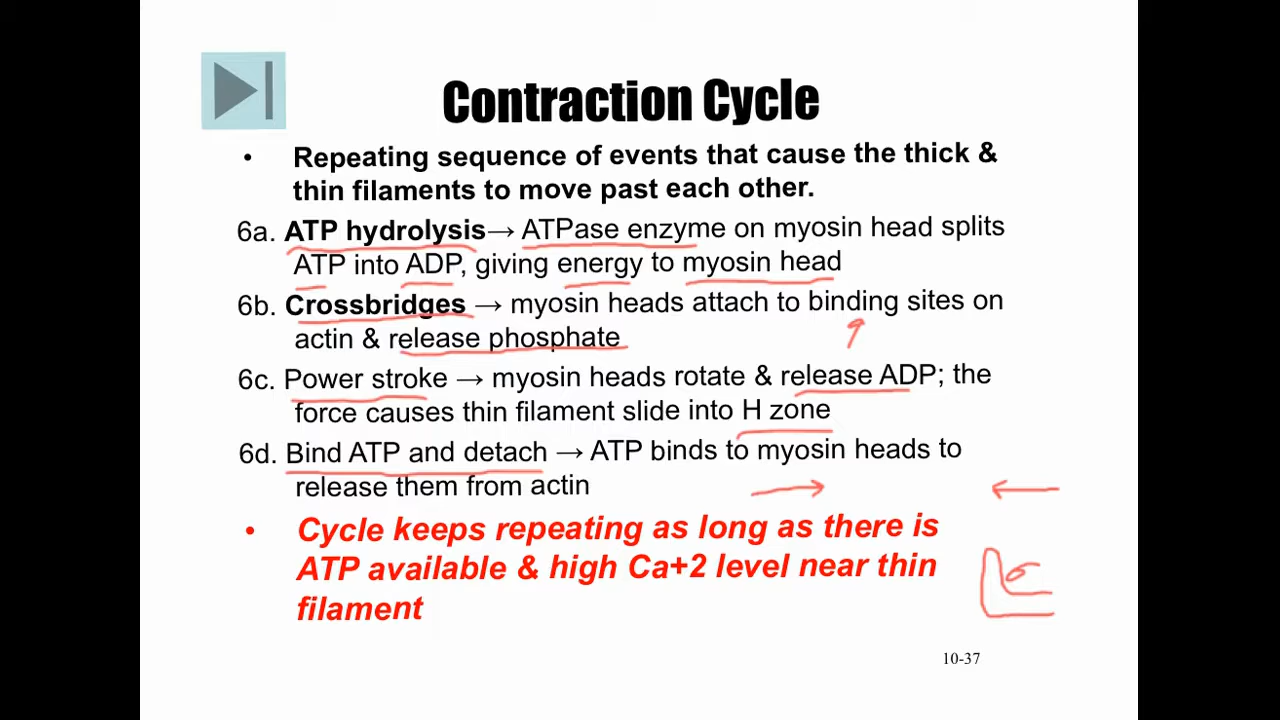 Contraction Cycle
• Repeating sequence of events that cause the thick &
thin filaments to move past each other.
6a. ATP hydrolysis→ ATPase enzyme on myosin head splits
ATP into ADP, giving energy to myosin head
6b. Crossbridges → myosin heads attach to binding sites on
actin & release phosphate
6c. Power stroke → myosin heads rotate & release ADP; the
force causes thin filament slide into H zone
6d. Bind ATP and detach → ATP binds to myosin heads to
release them from actin
• Cycle keeps repeating as long as there is
ATP available & high Ca+2 level near thin
filament
10-37